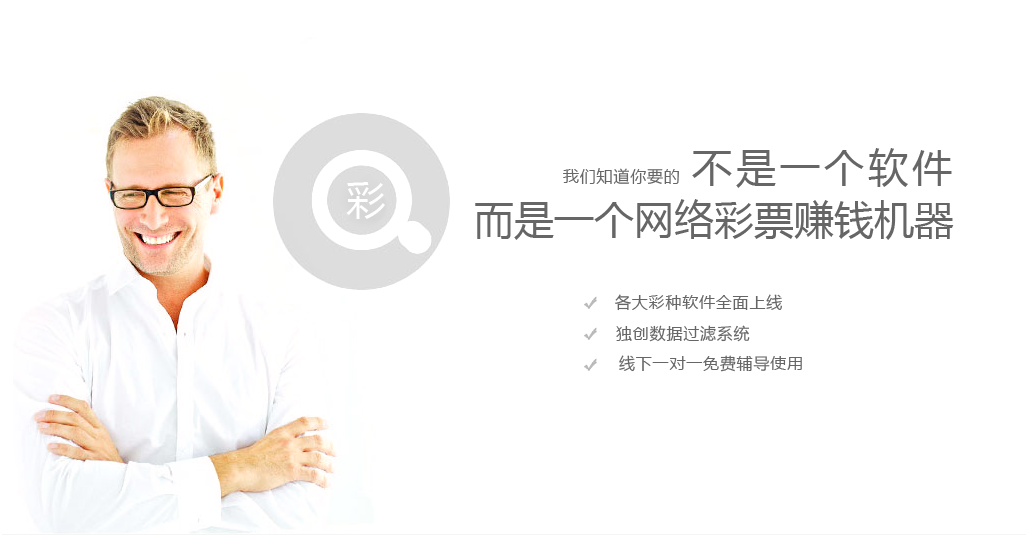 彩
我们知道你要的 不是一个软件
而是一个网络彩票赚钱机器
各大彩种软件全面上线
独创数据过滤系统
线下一对一免费辅导使用